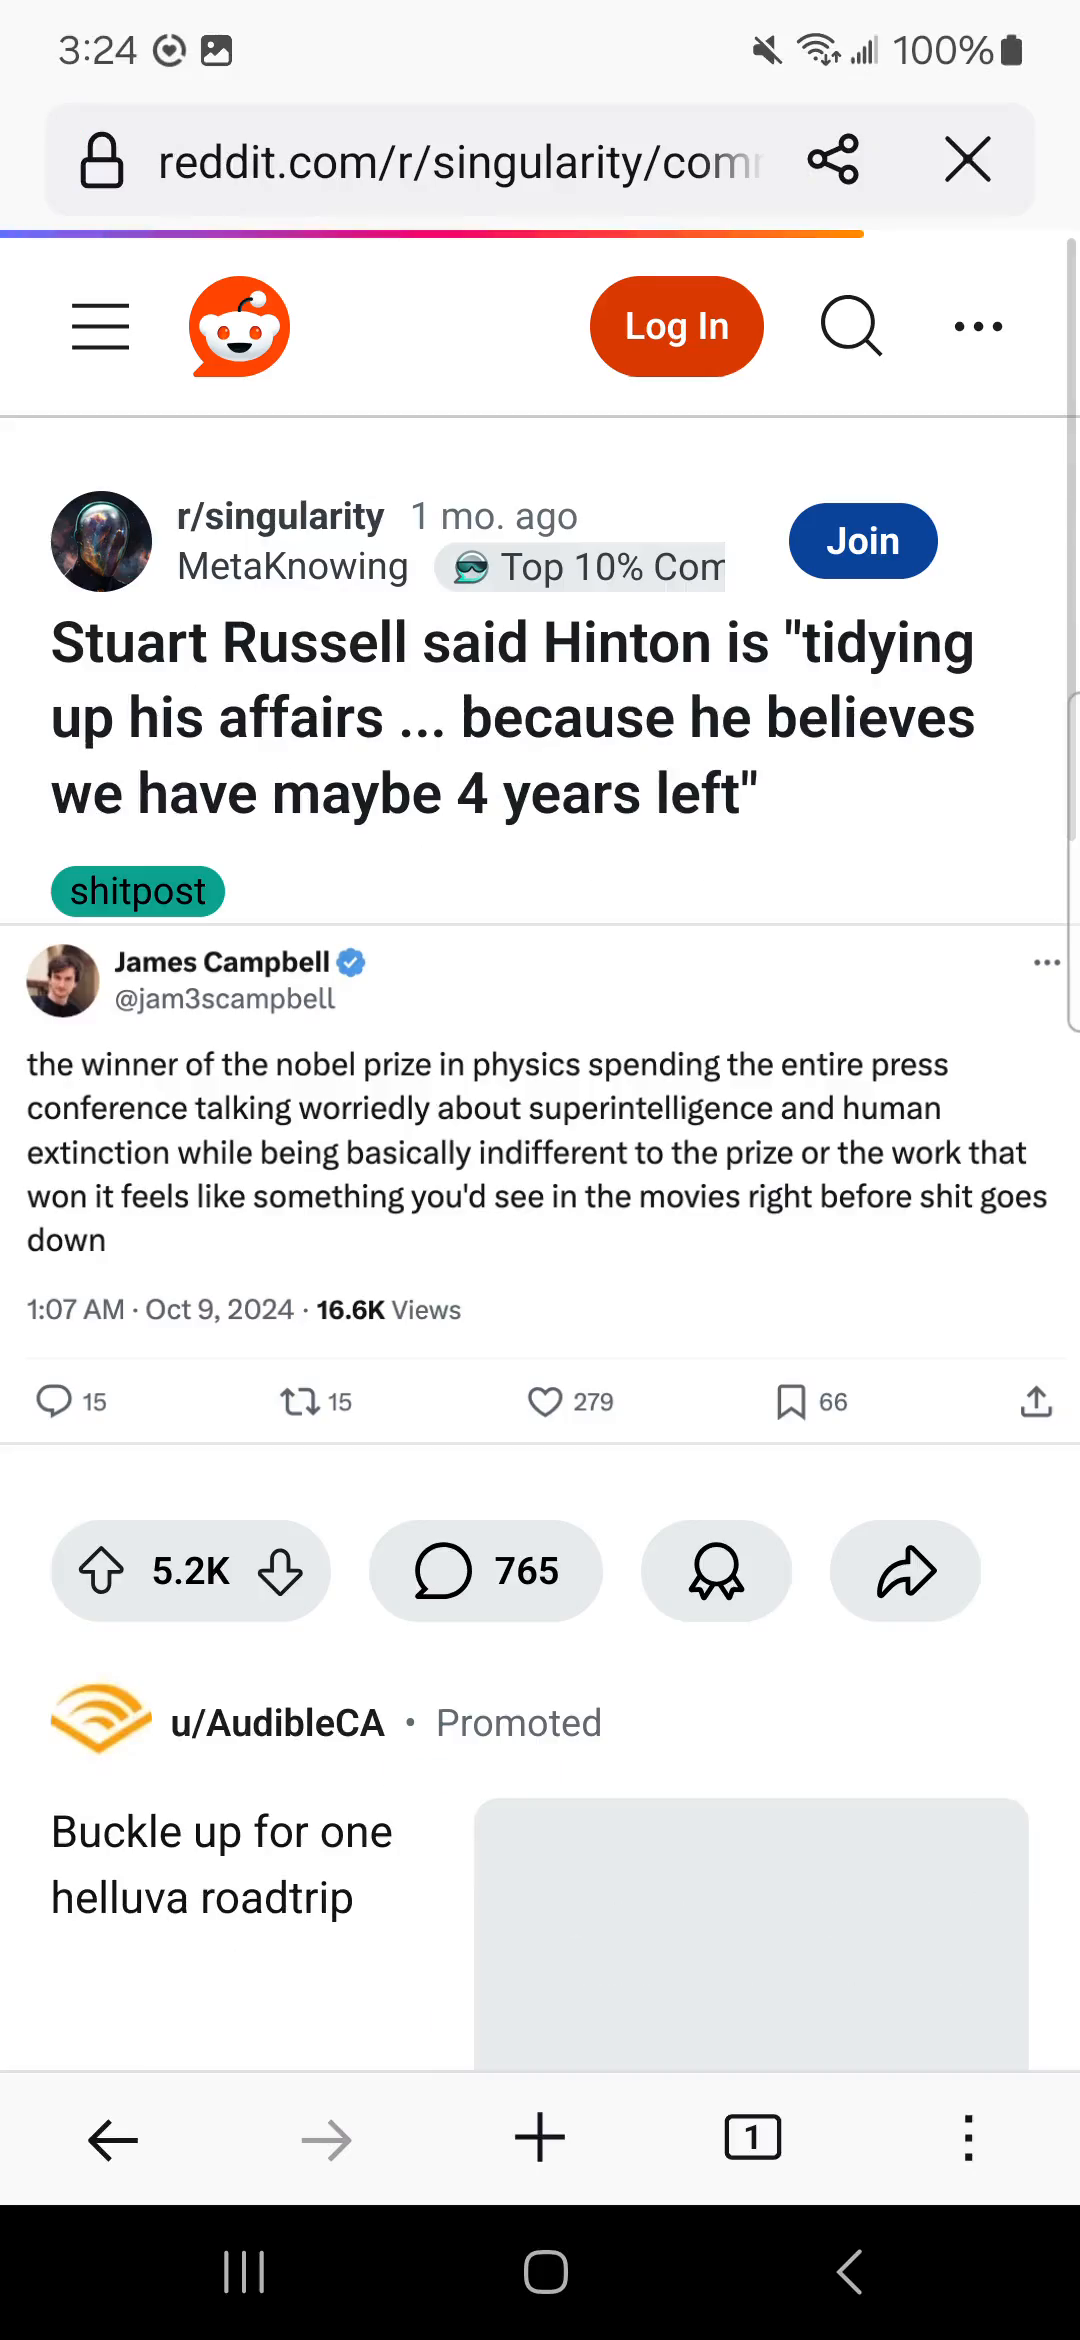 3:24
100%
reddit.com/r/singularity/com
Log In
r/singularity 1 mo. ago
MetaKnowing Top 10% Com
Join
Stuart Russell said Hinton is "tidying
up his affairs ... because he believes
we have maybe 4 years left"
shitpost
James Campbell
@jam3scampbell
the winner of the nobel prize in physics spending the entire press
conference talking worriedly about superintelligence and human
extinction while being basically indifferent to the prize or the work that
won it feels like something you'd see in the movies right before shit goes
down
1:07 AM · Oct 9, 2024 · 16.6K Views
15 15 279 66
5.2K 765
u/AudibleCA • Promoted
Buckle up for one
helluva roadtrip
1